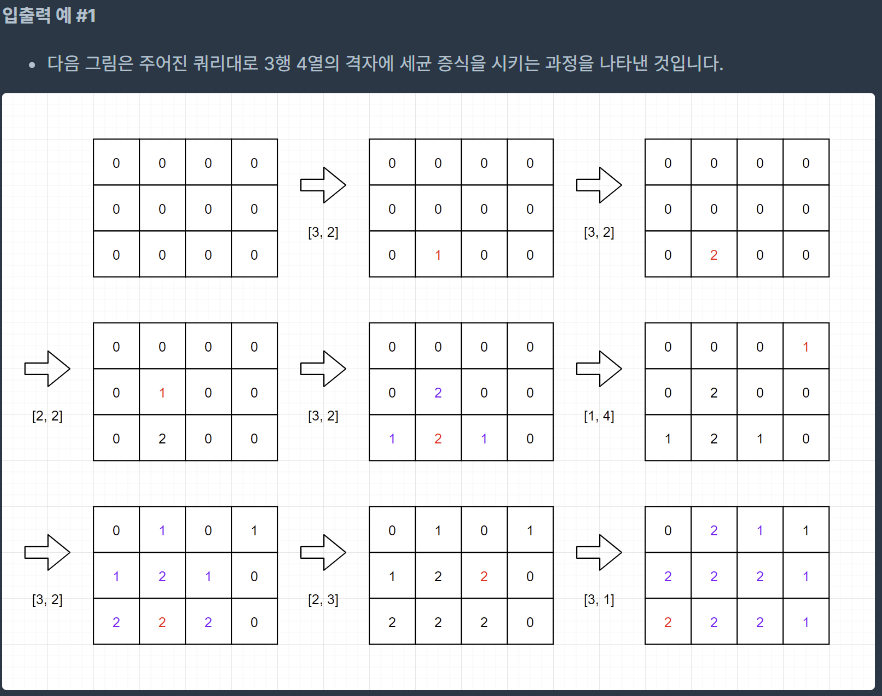 입출력 예 #1
다음 그림은 주어진 쿼리대로 3행 4열의 격자에 세균 증식을 시키는 과정을 나타낸 것입니다.
0 0 0 0 0 0 0 0 0 0 0 0
0 0 0 0 0 0 0 0 0 0 0 0
[3, 2] [3, 2]
0 0 0 0 0 1 0 0 0 2 0 0
0 0 0 0 0 0 0 0 0 0 0 1
0 1 0 0 0 2 0 0 0 2 0 0
[2, 2] [3, 2] [1, 4]
0 2 0 0 1 2 1 0 1 2 1 0
0 1 0 1 0 1 0 1 0 2 1 1
1 2 1 0 1 2 2 0 2 2 2 1
[3, 2] [2, 3] [3, 1]
2 2 2 0 2 2 2 0 2 2 2 1